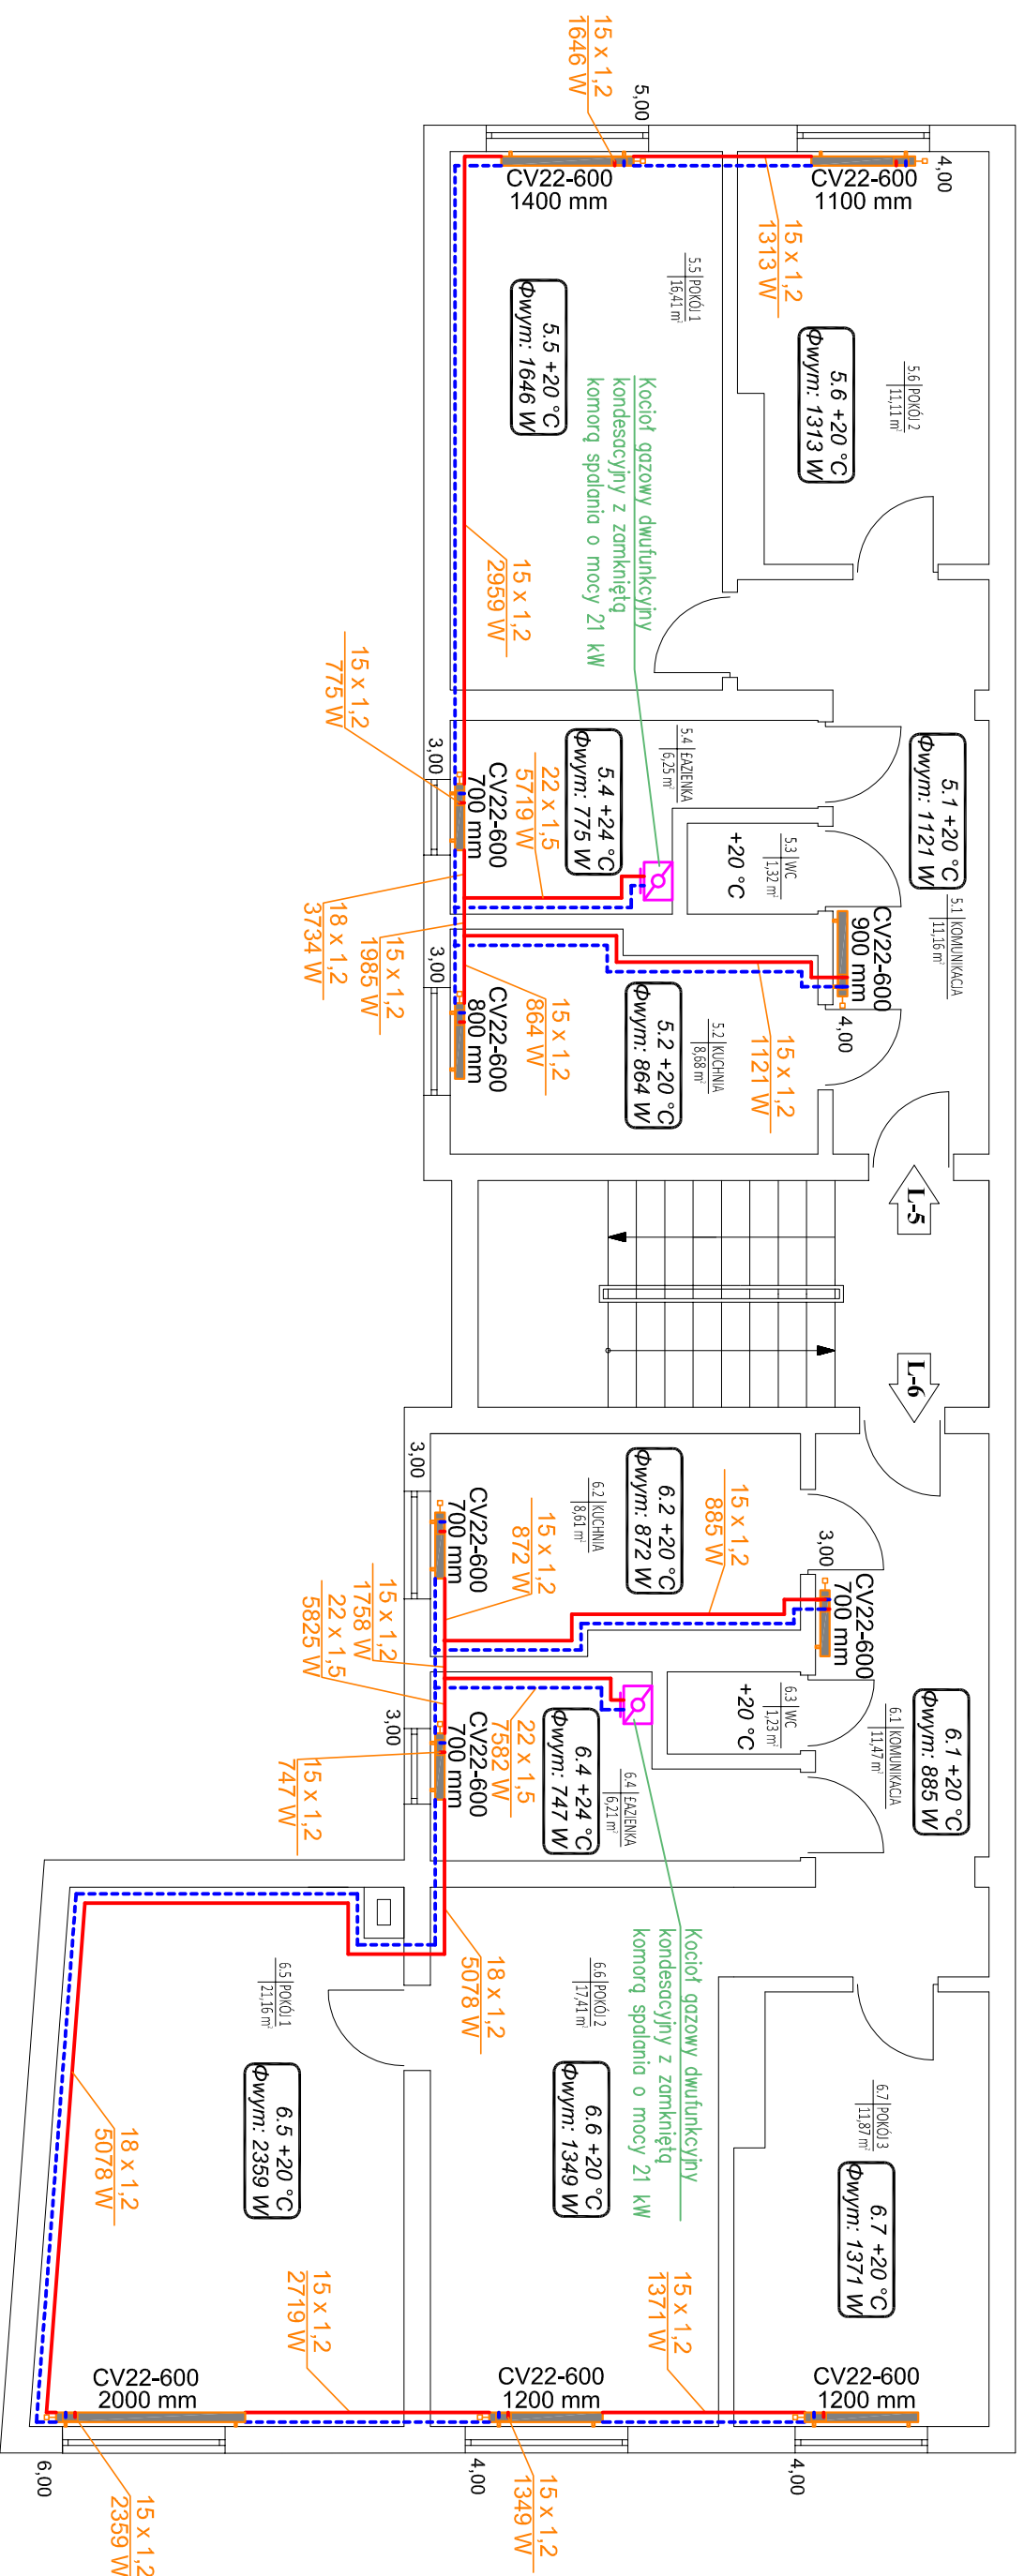 15 x 1,2
1646 W
5,00
4,00
CV22-600
1400 mm
CV22-600
1100 mm
15 x 1,2
1313 W
5.5 POKÓJ 1
16,41 m²
5.5 +20 °C
Φwym: 1646 W
5.6 POKÓJ 2
11,11 m²
5.6 +20 °C
Φwym: 1313 W
Kocioł gazowy dwufunkcyjny
kondesacyjny z zamkniętą
komorą spalania o mocy 21 kW
15 x 1,2
2959 W
15 x 1,2
775 W
3,00
CV22-600
700 mm
22 x 1,5
5719 W
5.4 +24 °C
Φwym: 775 W
5.4 ŁAZIENKA
6,25 m²
5.3 WC
1,32 m²
+20 °C
5.1 +20 °C
Φwym: 1121 W
5.1 KOMUNIKACJA
11,16 m²
CV22-600
900 mm
4,00
18 x 1,2
3734 W
15 x 1,2
1985 W
3,00
CV22-600
800 mm
15 x 1,2
864 W
5.2 +20 °C
Φwym: 864 W
5.2 KUCHNIA
8,68 m²
15 x 1,2
1121 W
L-5
L-6
3,00
CV22-600
700 mm
15 x 1,2
872 W
6.2 KUCHNIA
8,61 m²
6.2 +20 °C
Φwym: 872 W
15 x 1,2
885 W
3,00
CV22-600
700 mm
15 x 1,2
1758 W
22 x 1,5
5825 W
3,00
CV22-600
700 mm
22 x 1,5
7582 W
15 x 1,2
747 W
6.4 +24 °C
Φwym: 747 W
6.4 ŁAZIENKA
6,21 m²
6.3 WC
1,23 m²
+20 °C
6.1 KOMUNIKACJA
11,47 m²
6.1 +20 °C
Φwym: 885 W
Kocioł gazowy dwufunkcyjny
kondesacyjny z zamkniętą
komorą spalania o mocy 21 kW
18 x 1,2
5078 W
6.5 POKÓJ 1
21,16 m²
6.5 +20 °C
Φwym: 2359 W
6.6 POKÓJ 2
17,41 m²
6.6 +20 °C
Φwym: 1349 W
6.7 POKÓJ 3
11,87 m²
6.7 +20 °C
Φwym: 1371 W
18 x 1,2
5078 W
15 x 1,2
2719 W
15 x 1,2
1371 W
CV22-600
2000 mm
CV22-600
1200 mm
CV22-600
1200 mm
6,00
4,00
4,00
15 x 1,2
2359 W
15 x 1,2
1349 W